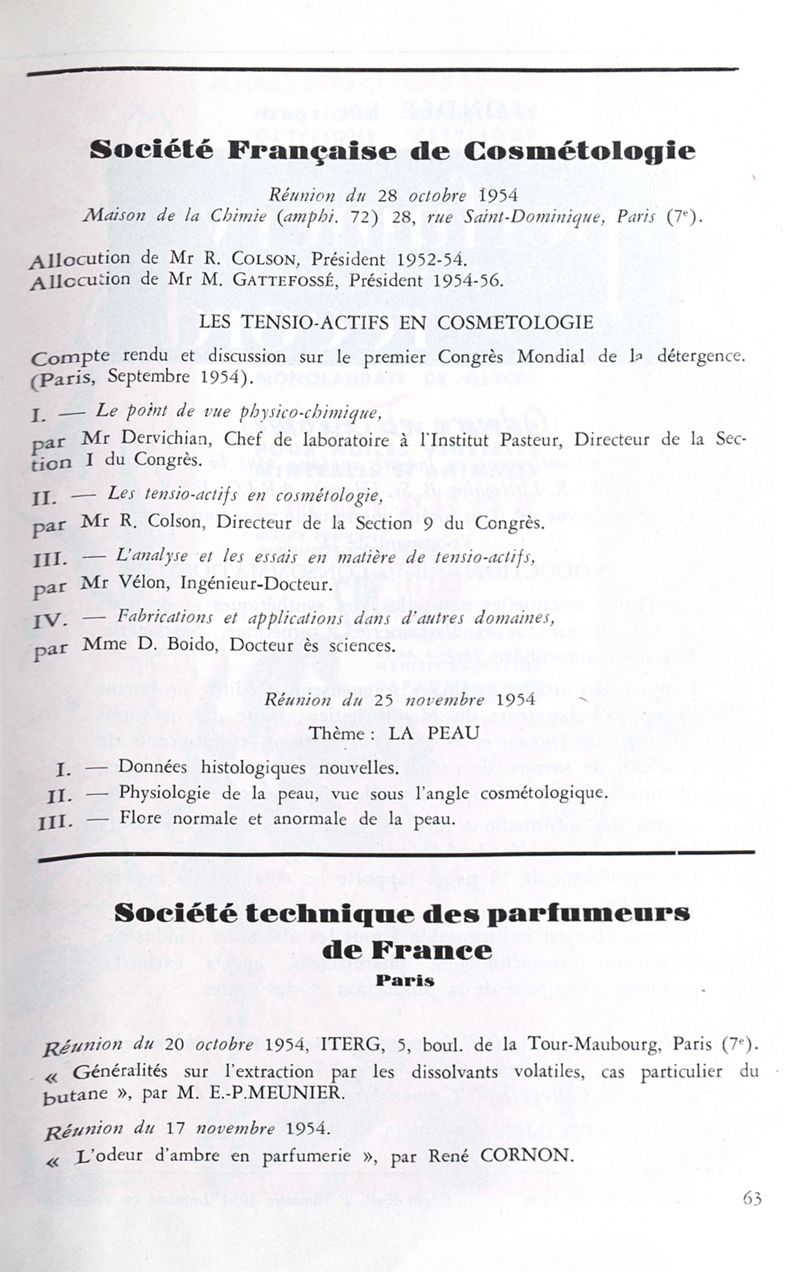 Société Française de Cosmétologie
Réunion du 28 octobre 1954
Maison de la Chimie (amphi. 72) 28, rue Saint-Dominique, Paris (7e).
Allocution de Mr R. COLSON, Président 1952-54.
Allocution de Mr M. GATTEFOSSÉ, Président 1954-56.
LES TENSIO-ACTIFS EN COSMETOLOGIE
Compte rendu et discussion sur le premier Congrès Mondial de la détergence.
(Paris, Septembre 1954).
I. — Le point de vue physico-chimique,
par Mr Dervichian, Chef de laboratoire à l'Institut Pasteur, Directeur de la Sec-
tion I du Congrès.
II. — Les tensio-actifs en cosmétologie,
par Mr R. Colson, Directeur de la Section 9 du Congrès.
III. — L'analyse et les essais en matière de tensio-actifs,
par Mr Vélon, Ingénieur-Docteur.
IV. — Fabrications et applications dans d'autres domaines,
par Mme D. Boido, Docteur ès sciences.
Réunion du 25 novembre 1954
Thème : LA PEAU
I. — Données histologiques nouvelles.
II. — Physiologie de la peau, vue sous l'angle cosmétologique.
III. — Flore normale et anormale de la peau.
Société technique des parfumeurs
de France
Paris
Réunion du 20 octobre 1954, ITERG, 5, boul. de la Tour-Maubourg, Paris (7e).
« Généralités sur l'extraction par les dissolvants volatiles, cas particulier du
butane », par M. E.-P.MEUNIER.
Réunion du 17 novembre 1954.
« L'odeur d'ambre en parfumerie », par René CORNON.
63